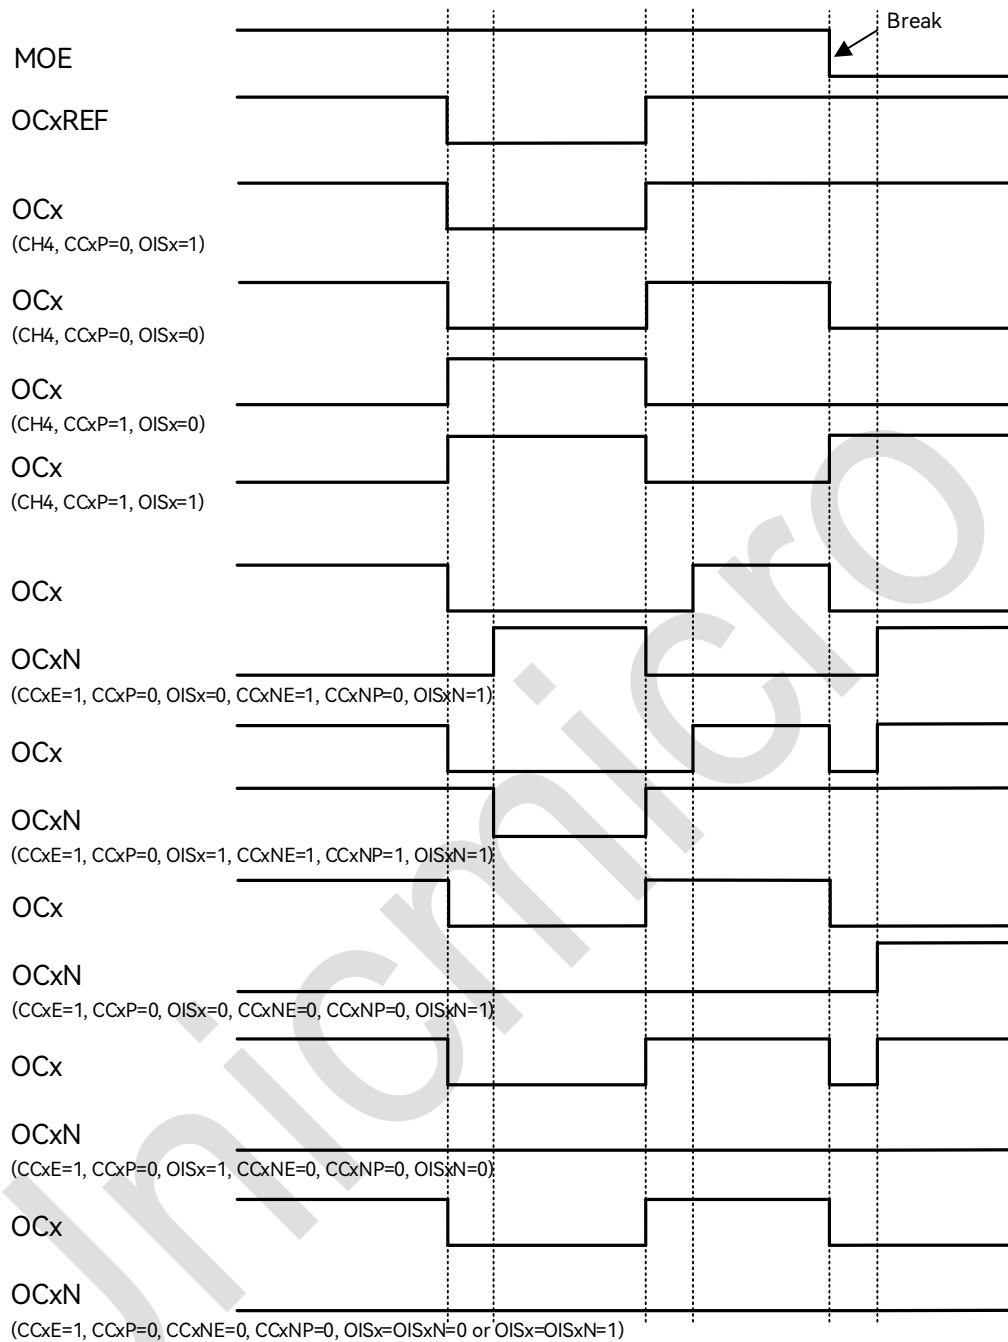 Break
MOE
OCxREF
OCx
(CH4, CCxP=0, OISx=1)
OCx
(CH4, CCxP=0, OISx=0)
OCx
(CH4, CCxP=1, OISx=0)
OCx
(CH4, CCxP=1, OISx=1)
OCx
OCxN
(CCxE=1, CCxP=0, OISx=0, CCxNE=1, CCxNP=0, OISxN=1)
OCx
OCxN
(CCxE=1, CCxP=0, OISx=1, CCxNE=1, CCxNP=1, OISxN=1)
OCx
OCxN
(CCxE=1, CCxP=0, OISx=0, CCxNE=0, CCxNP=0, OISxN=1)
OCx
OCxN
(CCxE=1, CCxP=0, OISx=1, CCxNE=0, CCxNP=0, OISxN=0)
OCx
OCxN
(CCxE=1, CCxP=0, CCxNE=0, CCxNP=0, OISx=OISxN=0 or OISx=OISxN=1)